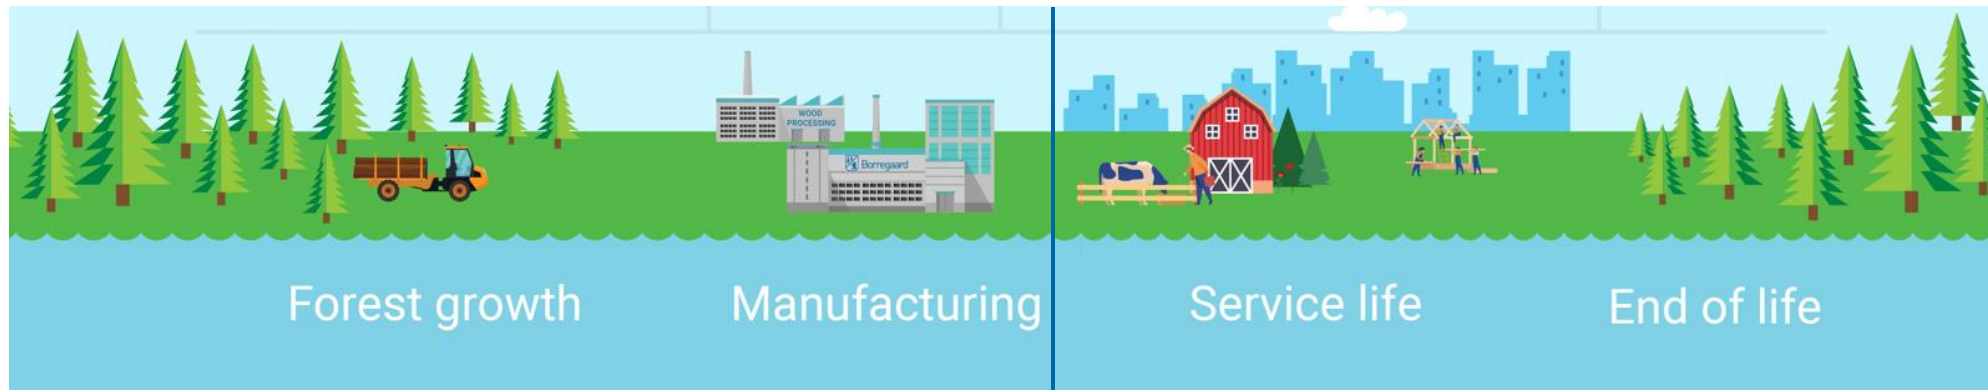 WOOD
PROCESSING
Borregaard
Forest growth
Manufacturing
Service life
End of life